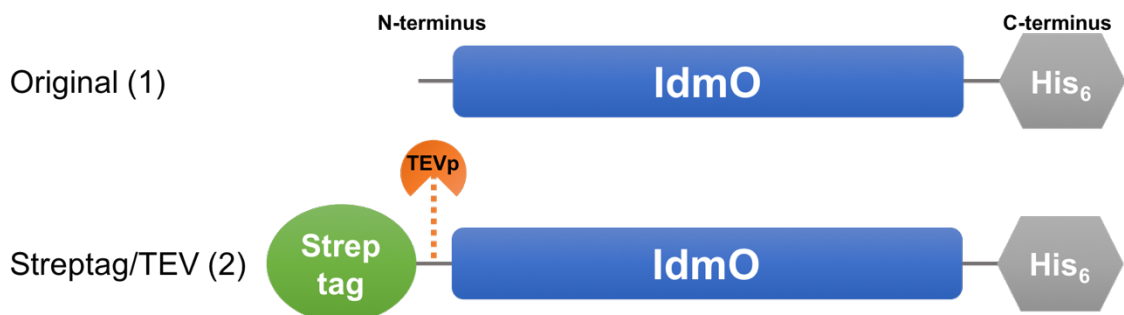 N-terminus
C-terminus
Original (1)
IdmO
His₆
TEVp
Streptag/TEV (2)
Strep
tag
IdmO
His₆